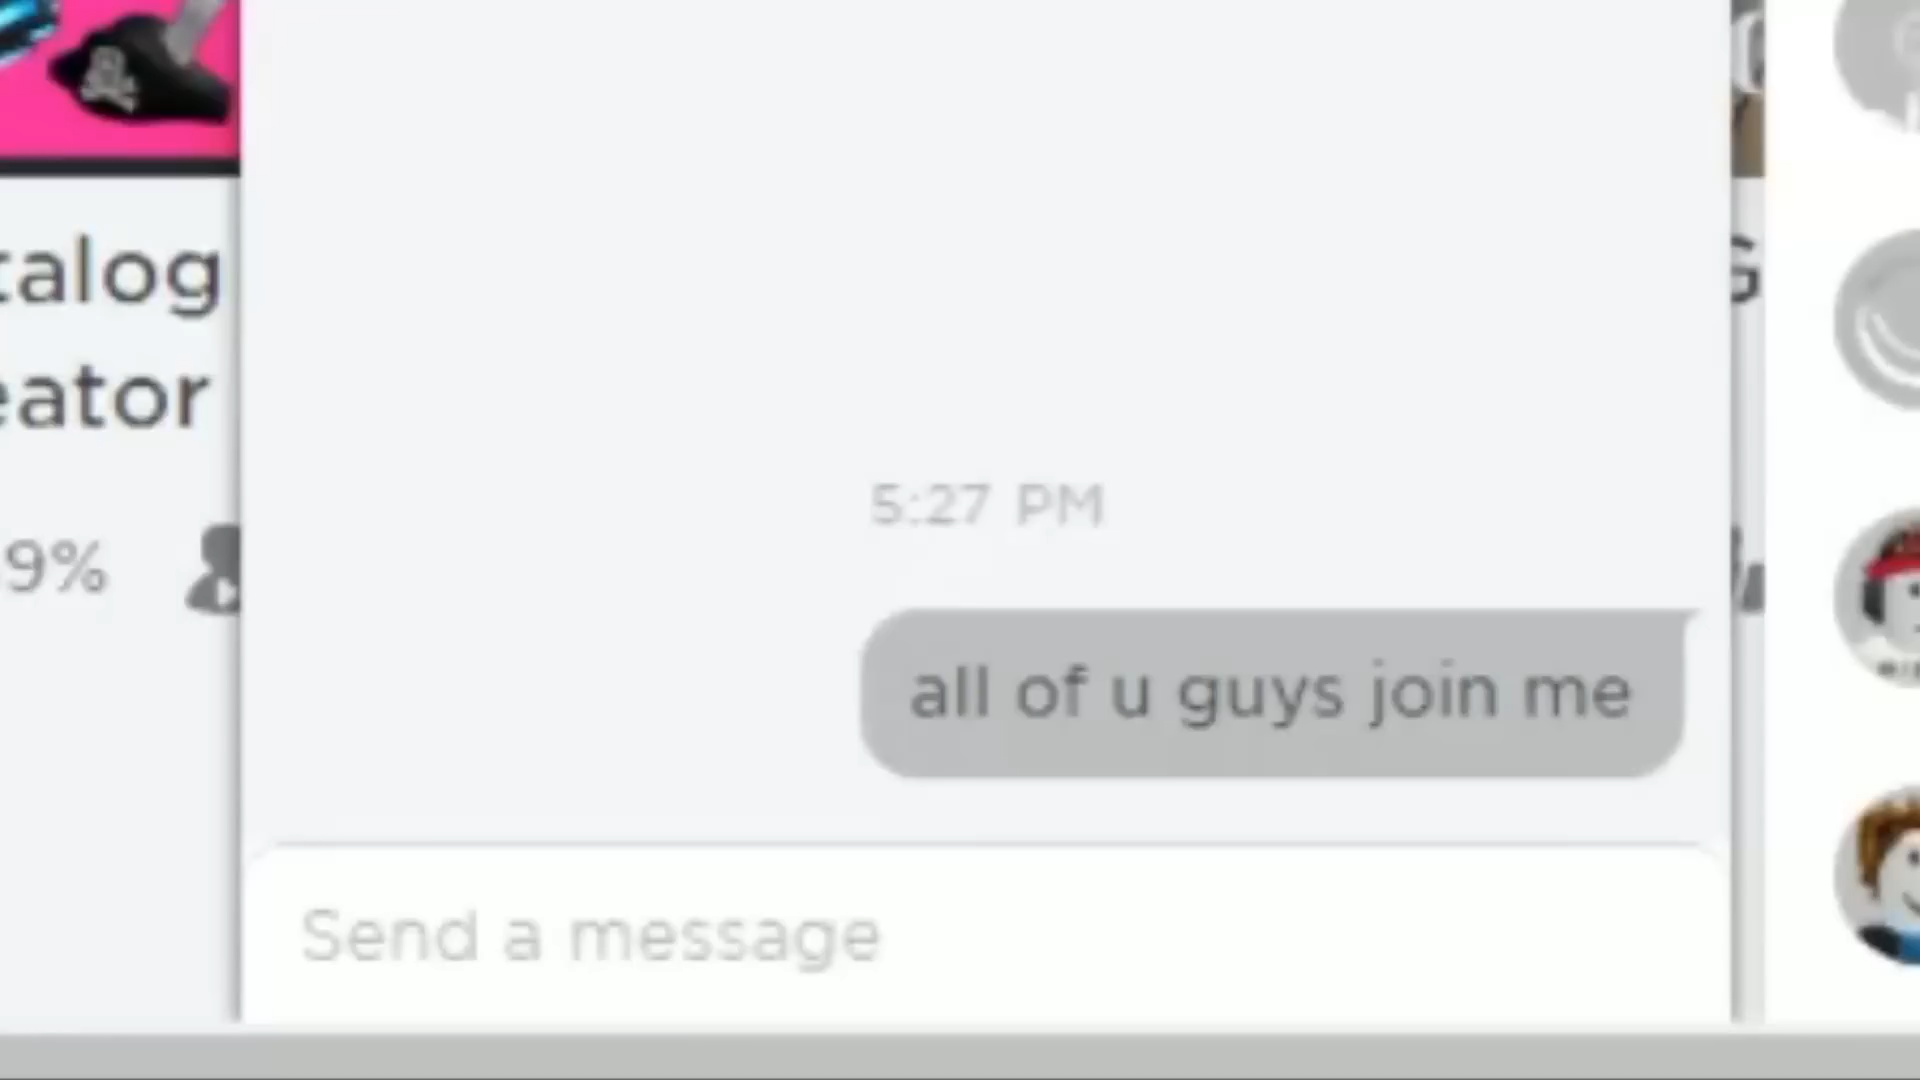 talog
eator
9%
G
5:27 PM
all of u guys join me
Send a message